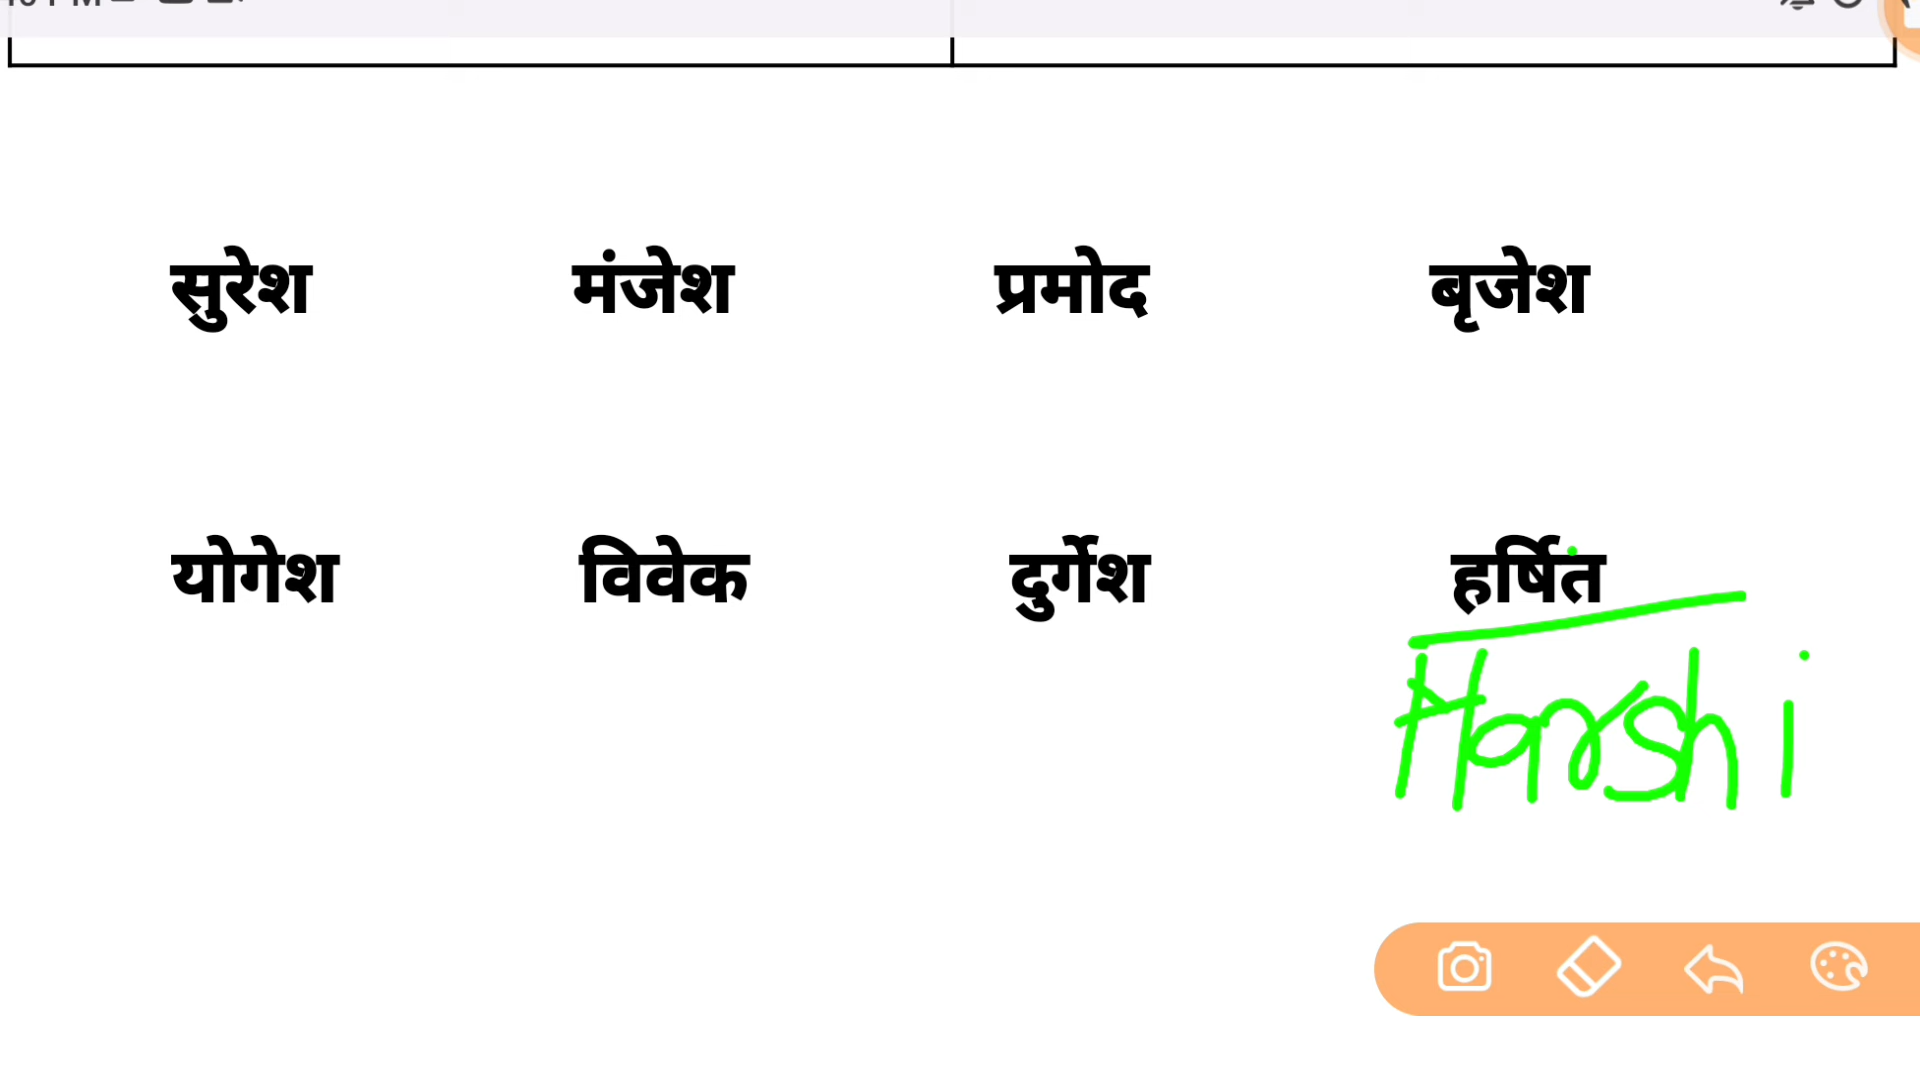 सुरेश मंजेश प्रमोद बृजेश
योगेश विवेक दुर्गेश हर्षित
Harshi